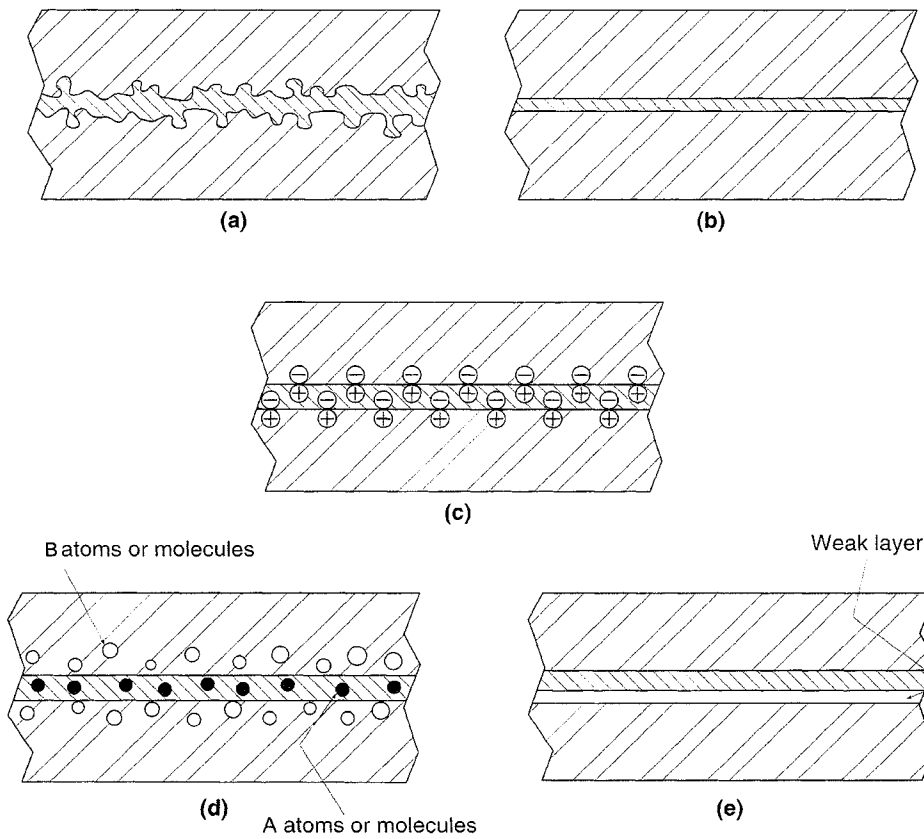 (a)
(b)
(c)
B atoms or molecules
Weak layer
(d)
(e)
A atoms or molecules